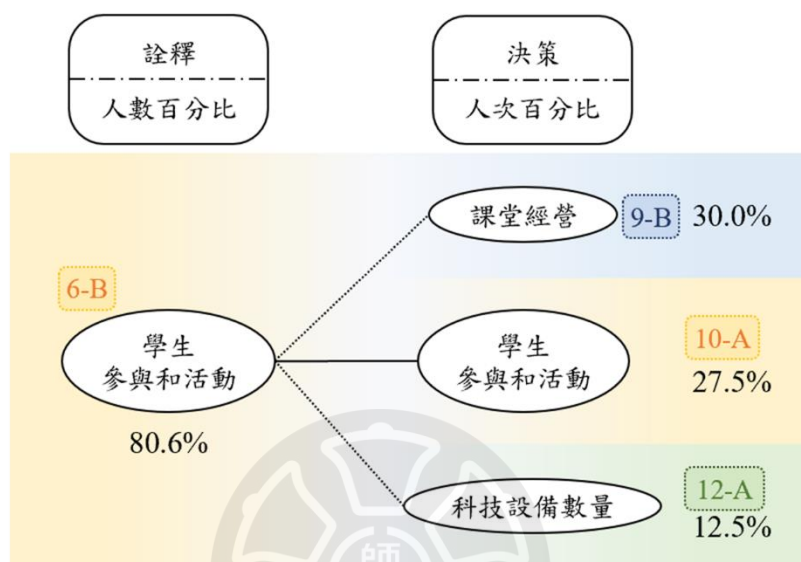 詮釋
人數百分比
決策
人次百分比
課堂經營
9-B
30.0%
6-B
學生
參與和活動
80.6%
學生
參與和活動
10-A
27.5%
科技設備數量
12-A
12.5%
師